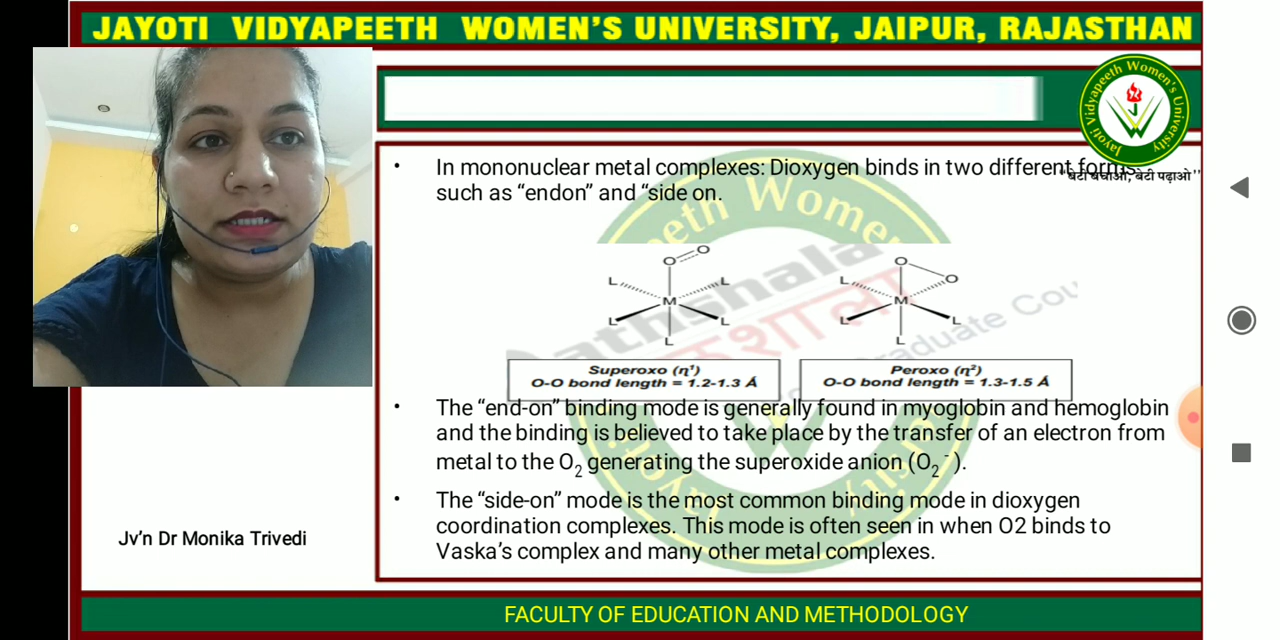 JAYOTI VIDYAPEETH WOMEN'S UNIVERSITY, JAIPUR, RAJASTHAN
Jayoti Vidyapeeth Women's University
"बेटी बचाओ, बेटी पढ़ाओ"
• In mononuclear metal complexes: Dioxygen binds in two different forms
such as "endon" and "side on.
O
O
L
L
M
L
L
L
Superoxo (η¹)
O-O bond length = 1.2-1.3 Å
O
O
L
M
L
L
L
Peroxo (η²)
O-O bond length = 1.3-1.5 Å
• The "end-on" binding mode is generally found in myoglobin and hemoglobin
and the binding is believed to take place by the transfer of an electron from
metal to the O₂ generating the superoxide anion (O₂⁻).
• The "side-on" mode is the most common binding mode in dioxygen
coordination complexes. This mode is often seen in when O2 binds to
Vaska's complex and many other metal complexes.
Jv'n Dr Monika Trivedi
FACULTY OF EDUCATION AND METHODOLOGY